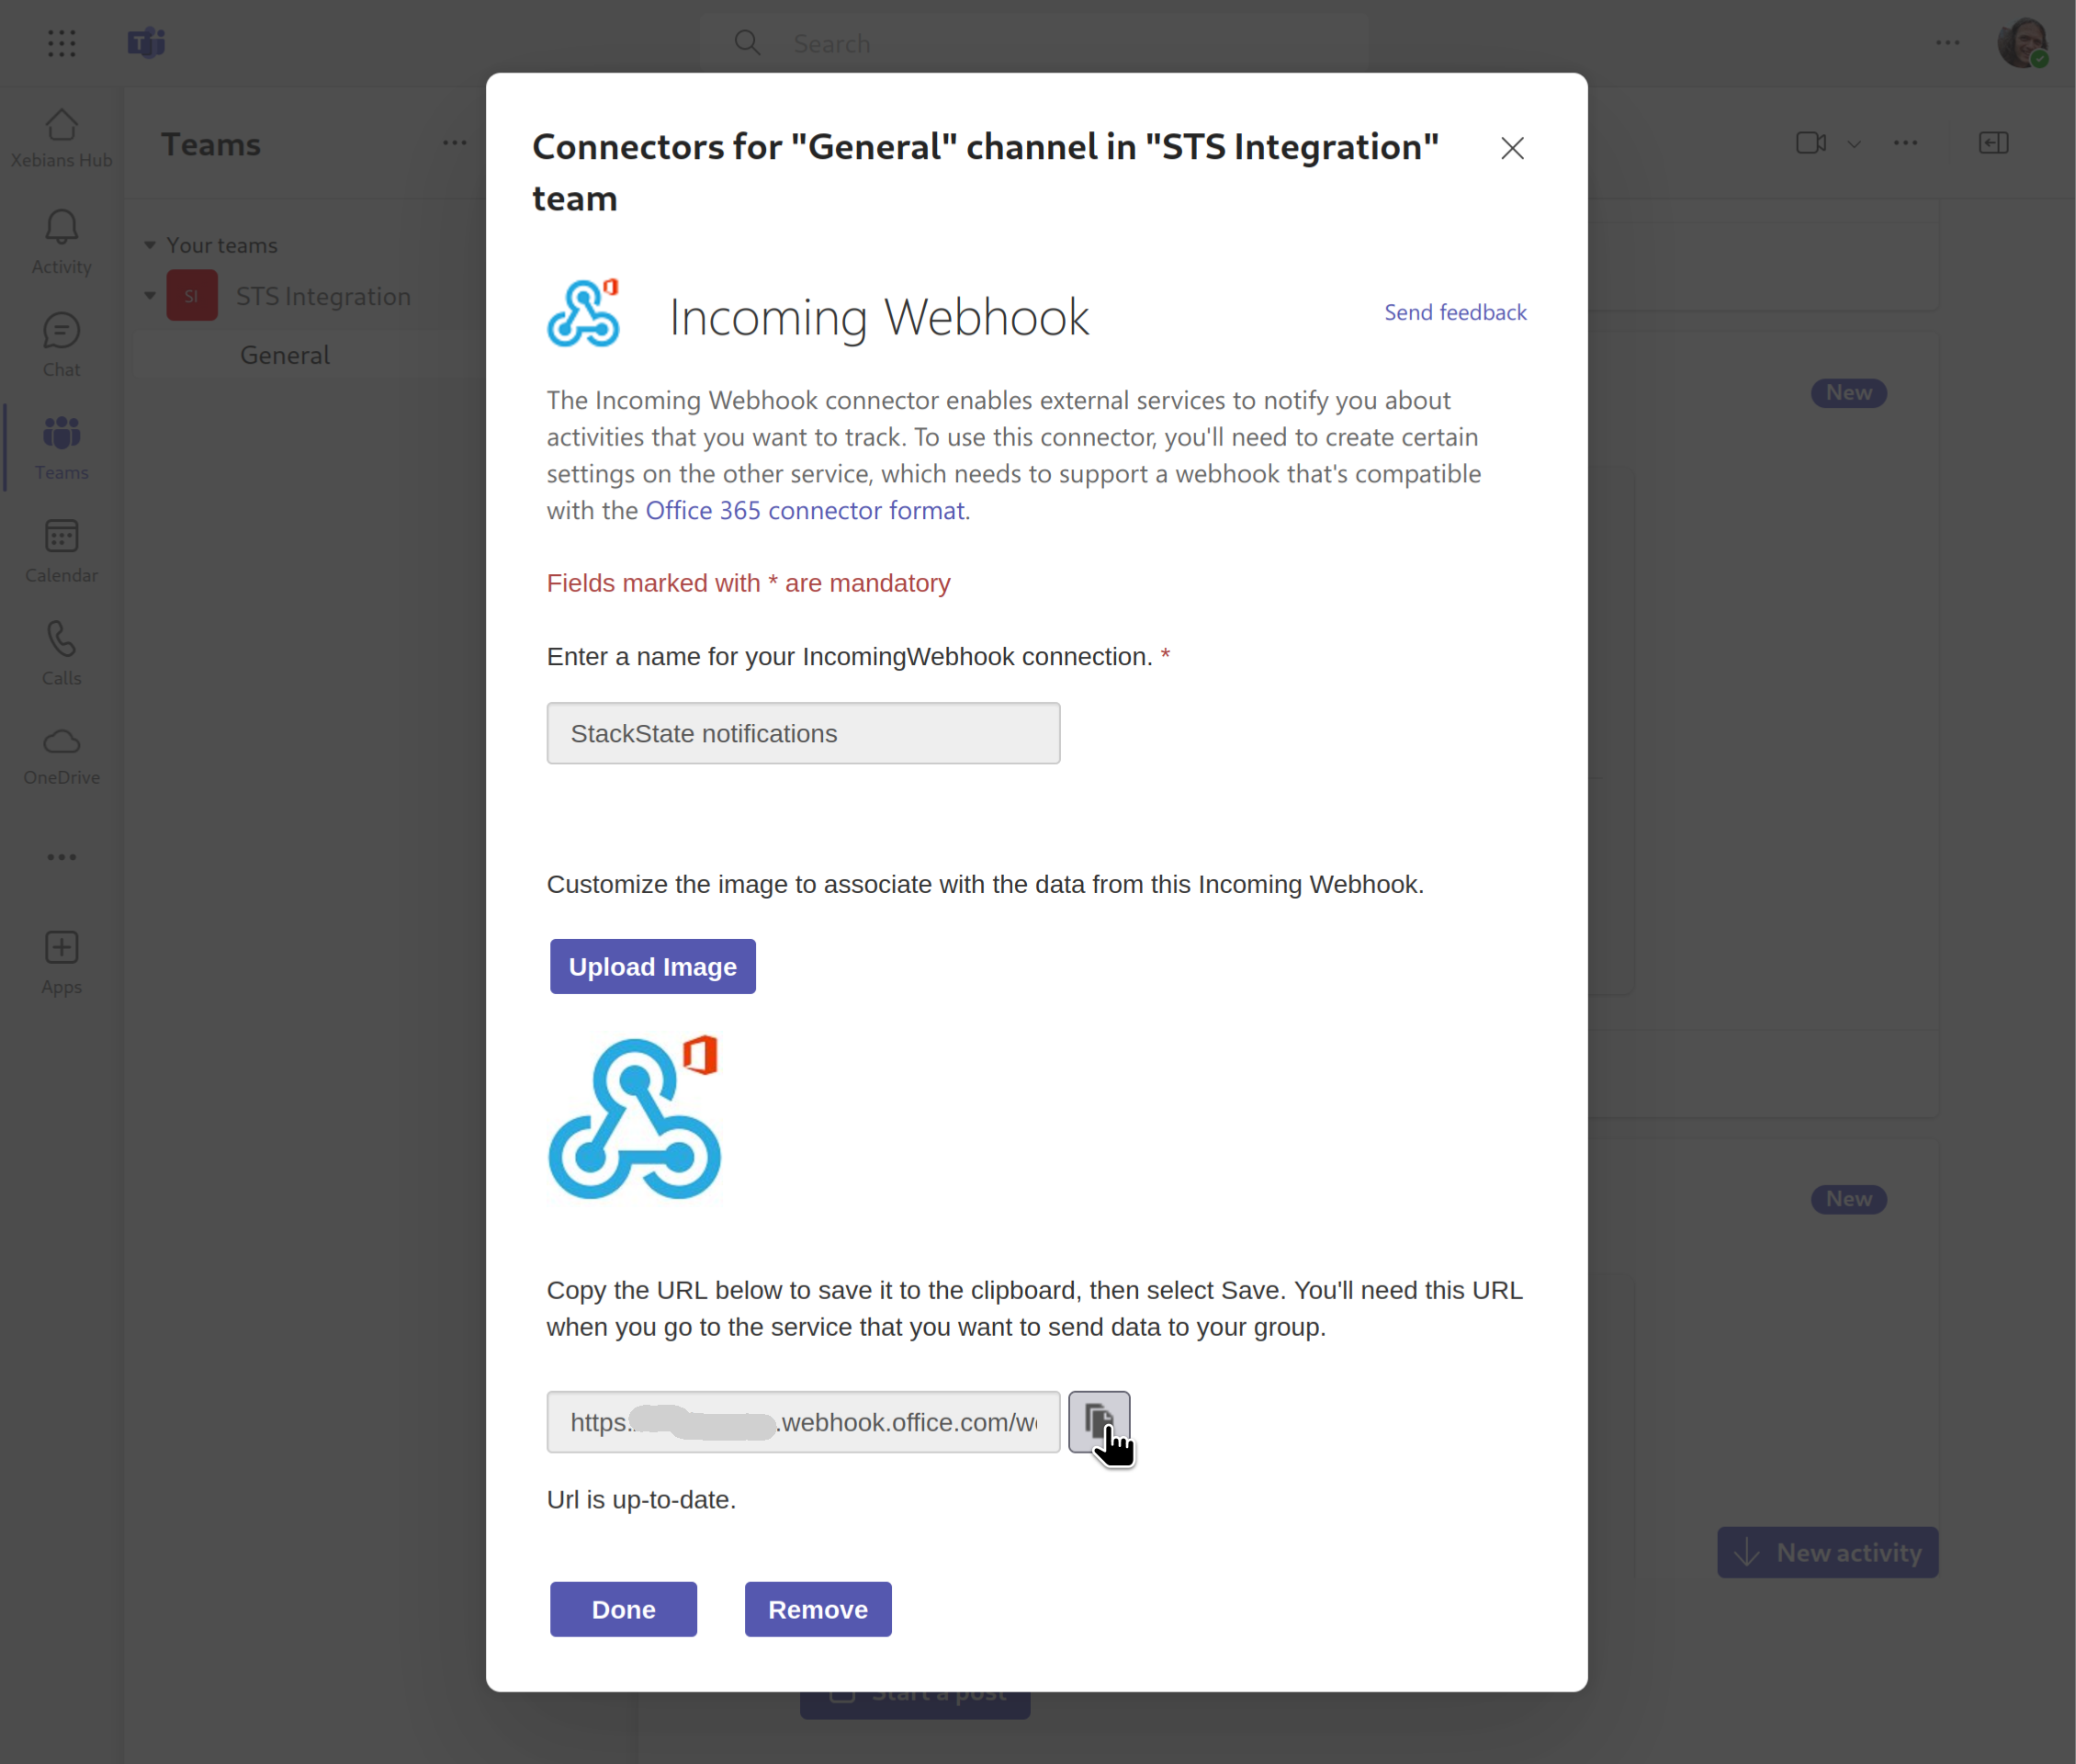 Search
Xebians Hub
Activity
Chat
Teams
Calendar
Calls
OneDrive
Apps
Teams
Your teams
SI STS Integration
General
Connectors for "General" channel in "STS Integration"
team
Incoming Webhook
Send feedback
The Incoming Webhook connector enables external services to notify you about
activities that you want to track. To use this connector, you'll need to create certain
settings on the other service, which needs to support a webhook that's compatible
with the Office 365 connector format.
Fields marked with * are mandatory
Enter a name for your IncomingWebhook connection. *
StackState notifications
Customize the image to associate with the data from this Incoming Webhook.
Upload Image
Copy the URL below to save it to the clipboard, then select Save. You'll need this URL
when you go to the service that you want to send data to your group.
https: .webhook.office.com/w
Url is up-to-date.
Done
Remove
New
New
New activity
Start a post